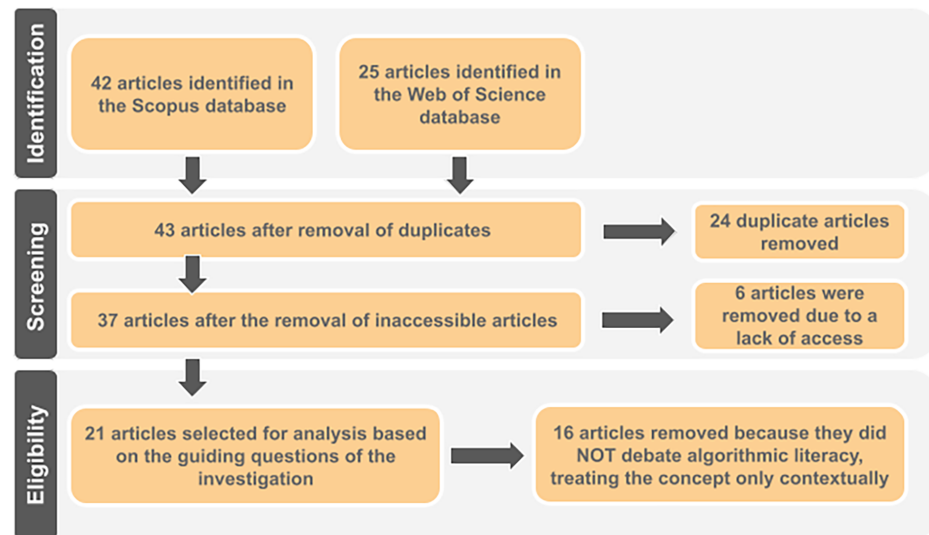 Identification
42 articles identified in
the Scopus database
25 articles identified in
the Web of Science
database
Screening
43 articles after removal of duplicates
24 duplicate articles
removed
37 articles after the removal of inaccessible articles
6 articles were
removed due to a
lack of access
Eligibility
21 articles selected for analysis based
on the guiding questions of the
investigation
16 articles removed because they did
NOT debate algorithmic literacy,
treating the concept only contextually